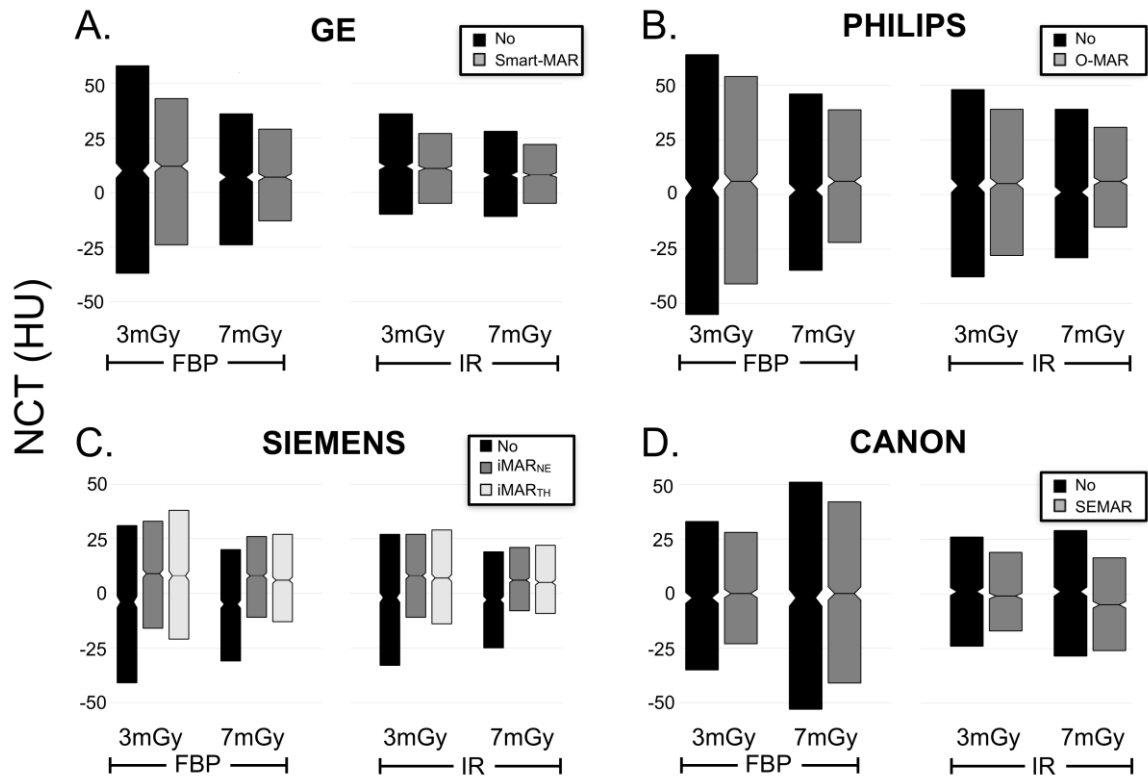 NCT (HU)
A.
GE
No
Smart-MAR
50
25
0
-25
-50
3mGy 7mGy 3mGy 7mGy
FBP IR
B.
PHILIPS
No
O-MAR
50
25
0
-25
-50
3mGy 7mGy 3mGy 7mGy
FBP IR
C.
SIEMENS
No
iMARNE
iMARTH
50
25
0
-25
-50
3mGy 7mGy 3mGy 7mGy
FBP IR
D.
CANON
No
SEMAR
50
25
0
-25
-50
3mGy 7mGy 3mGy 7mGy
FBP IR